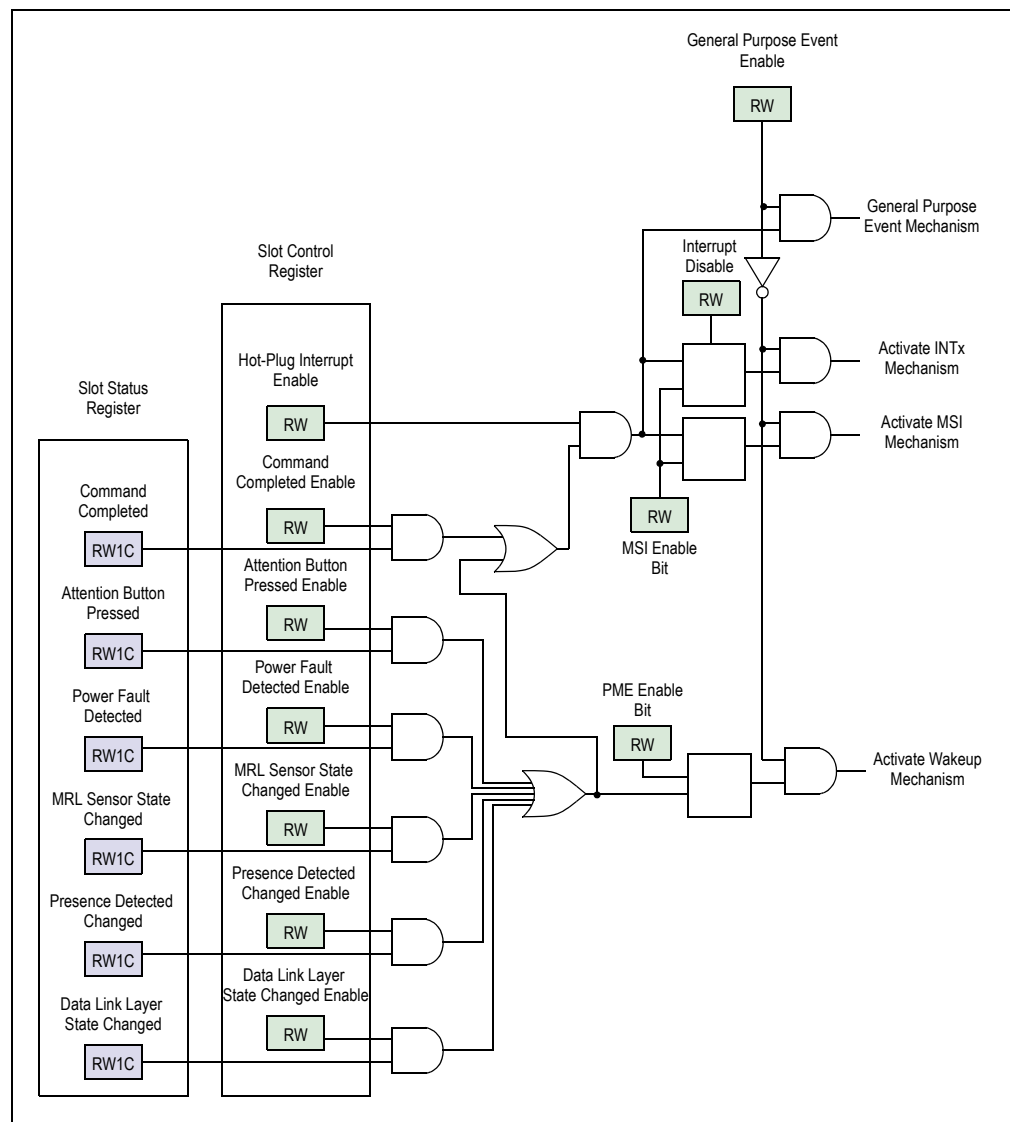 General Purpose Event
Enable
RW
General Purpose
Event Mechanism
Slot Control
Register
Interrupt
Disable
RW
Hot-Plug Interrupt
Enable
RW
Activate INTx
Mechanism
Slot Status
Register
Activate MSI
Mechanism
Command
Completed Enable
RW
RW
MSI Enable
Bit
Command
Completed
RW1C
Attention Button
Pressed Enable
RW
Attention Button
Pressed
RW1C
Power Fault
Detected Enable
RW
PME Enable
Bit
RW
Power Fault
Detected
RW1C
MRL Sensor State
Changed Enable
RW
Activate Wakeup
Mechanism
MRL Sensor State
Changed
RW1C
Presence Detected
Changed Enable
RW
Presence Detected
Changed
RW1C
Data Link Layer
State Changed Enable
RW
Data Link Layer
State Changed
RW1C